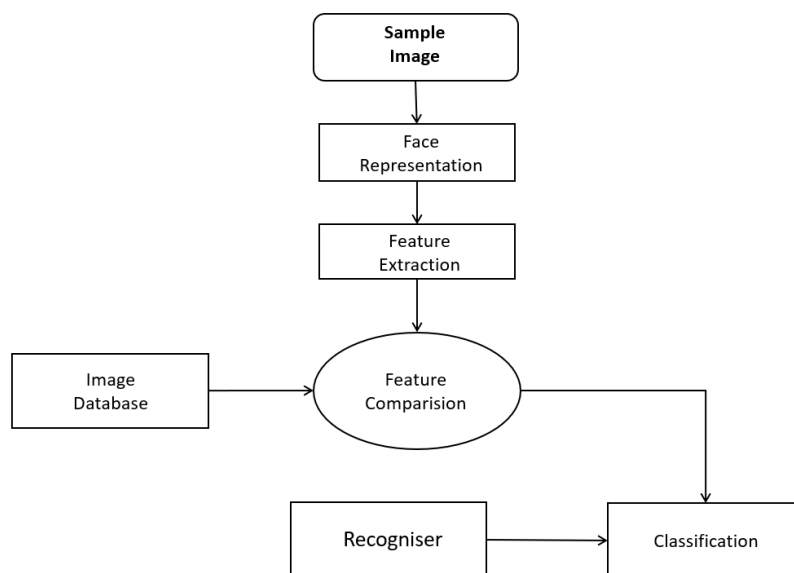 Sample
Image
Face
Representation
Feature
Extraction
Image
Database
Feature
Comparision
Recogniser
Classification